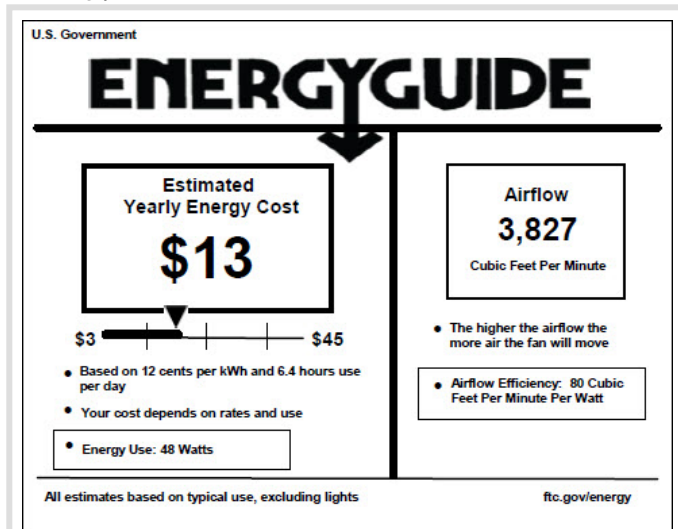 U.S. Government
ENERGYGUIDE
Estimated
Yearly Energy Cost
$13
$3
$45
• Based on 12 cents per kWh and 6.4 hours use
per day
• Your cost depends on rates and use
• Energy Use: 48 Watts
Airflow
3,827
Cubic Feet Per Minute
• The higher the airflow the
more air the fan will move
• Airflow Efficiency: 80 Cubic
Feet Per Minute Per Watt
All estimates based on typical use, excluding lights
ftc.gov/energy